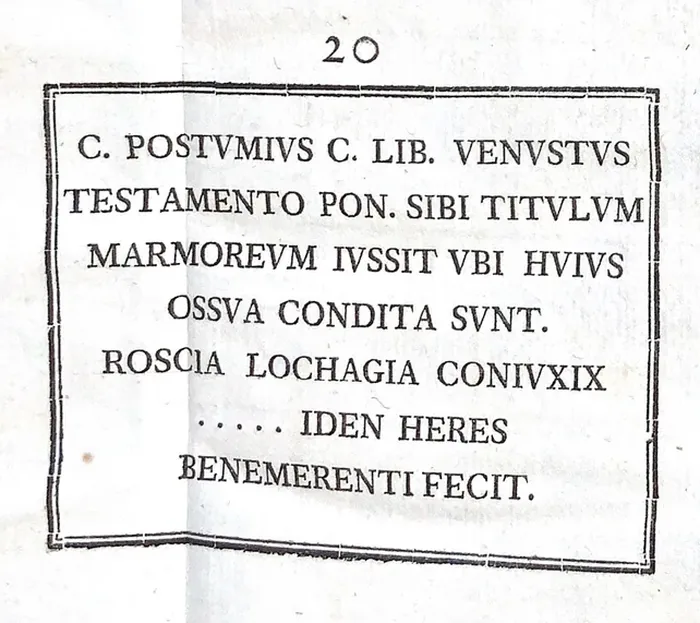 20
C. POSTVMIVS C. LIB. VENVSTVS
TESTAMENTO PON. SIBI TITVLVM
MARMOREVM IVSSIT VBI HVIVS
OSSVA CONDITA SVNT.
ROSCIA LOCHAGIA CONIVXIX
..... IDEN HERES
BENEMERENTI FECIT.